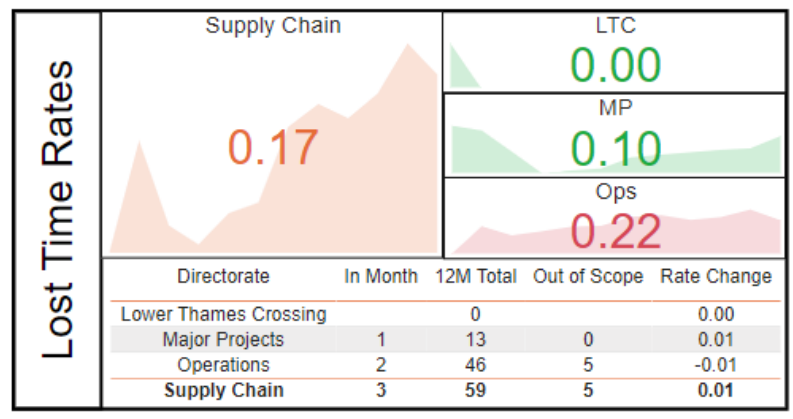 Lost Time Rates
Supply Chain
0.17
LTC
0.00
MP
0.10
Ops
0.22
Directorate In Month 12M Total Out of Scope Rate Change
Lower Thames Crossing 0 0.00
Major Projects 1 13 0 0.01
Operations 2 46 5 -0.01
Supply Chain 3 59 5 0.01